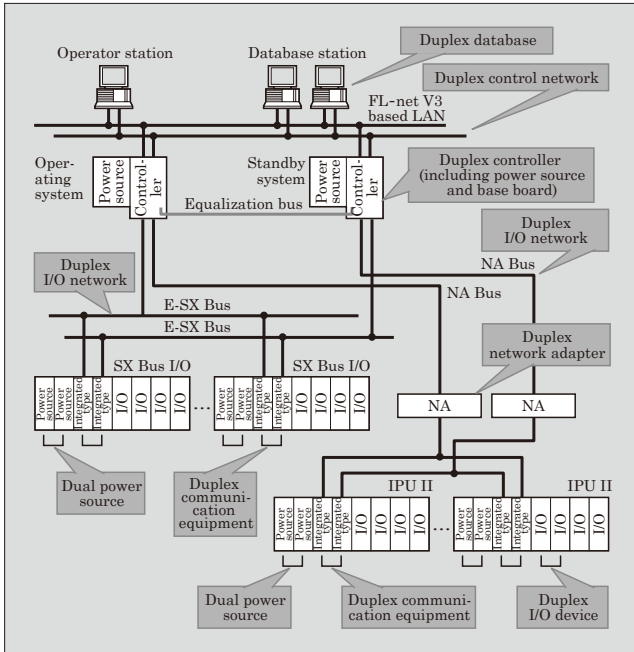 Operator station
Database station
Duplex database
Duplex control network
FL-net V3
based LAN
Oper-
ating
system
Power
source
Control-
ler
Standby
system
Power
source
Control-
ler
Duplex controller
(including power source
and base board)
Equalization bus
Duplex
I/O network
NA Bus
Duplex
I/O network
NA Bus
E-SX Bus
E-SX Bus
Duplex
network adapter
SX Bus I/O
SX Bus I/O
Power
source
Power
source
Integrated
type
Integrated
type
I/O
I/O
I/O
I/O
...
Power
source
Power
source
Integrated
type
Integrated
type
I/O
I/O
I/O
I/O
NA
NA
Dual power
source
Duplex
communi-
cation
equipment
IPU II
IPU II
Power
source
Power
source
Integrated
type
Integrated
type
I/O
I/O
I/O
I/O
...
Power
source
Power
source
Integrated
type
Integrated
type
I/O
I/O
I/O
I/O
Dual power
source
Duplex communi-
cation equipment
Duplex
I/O device